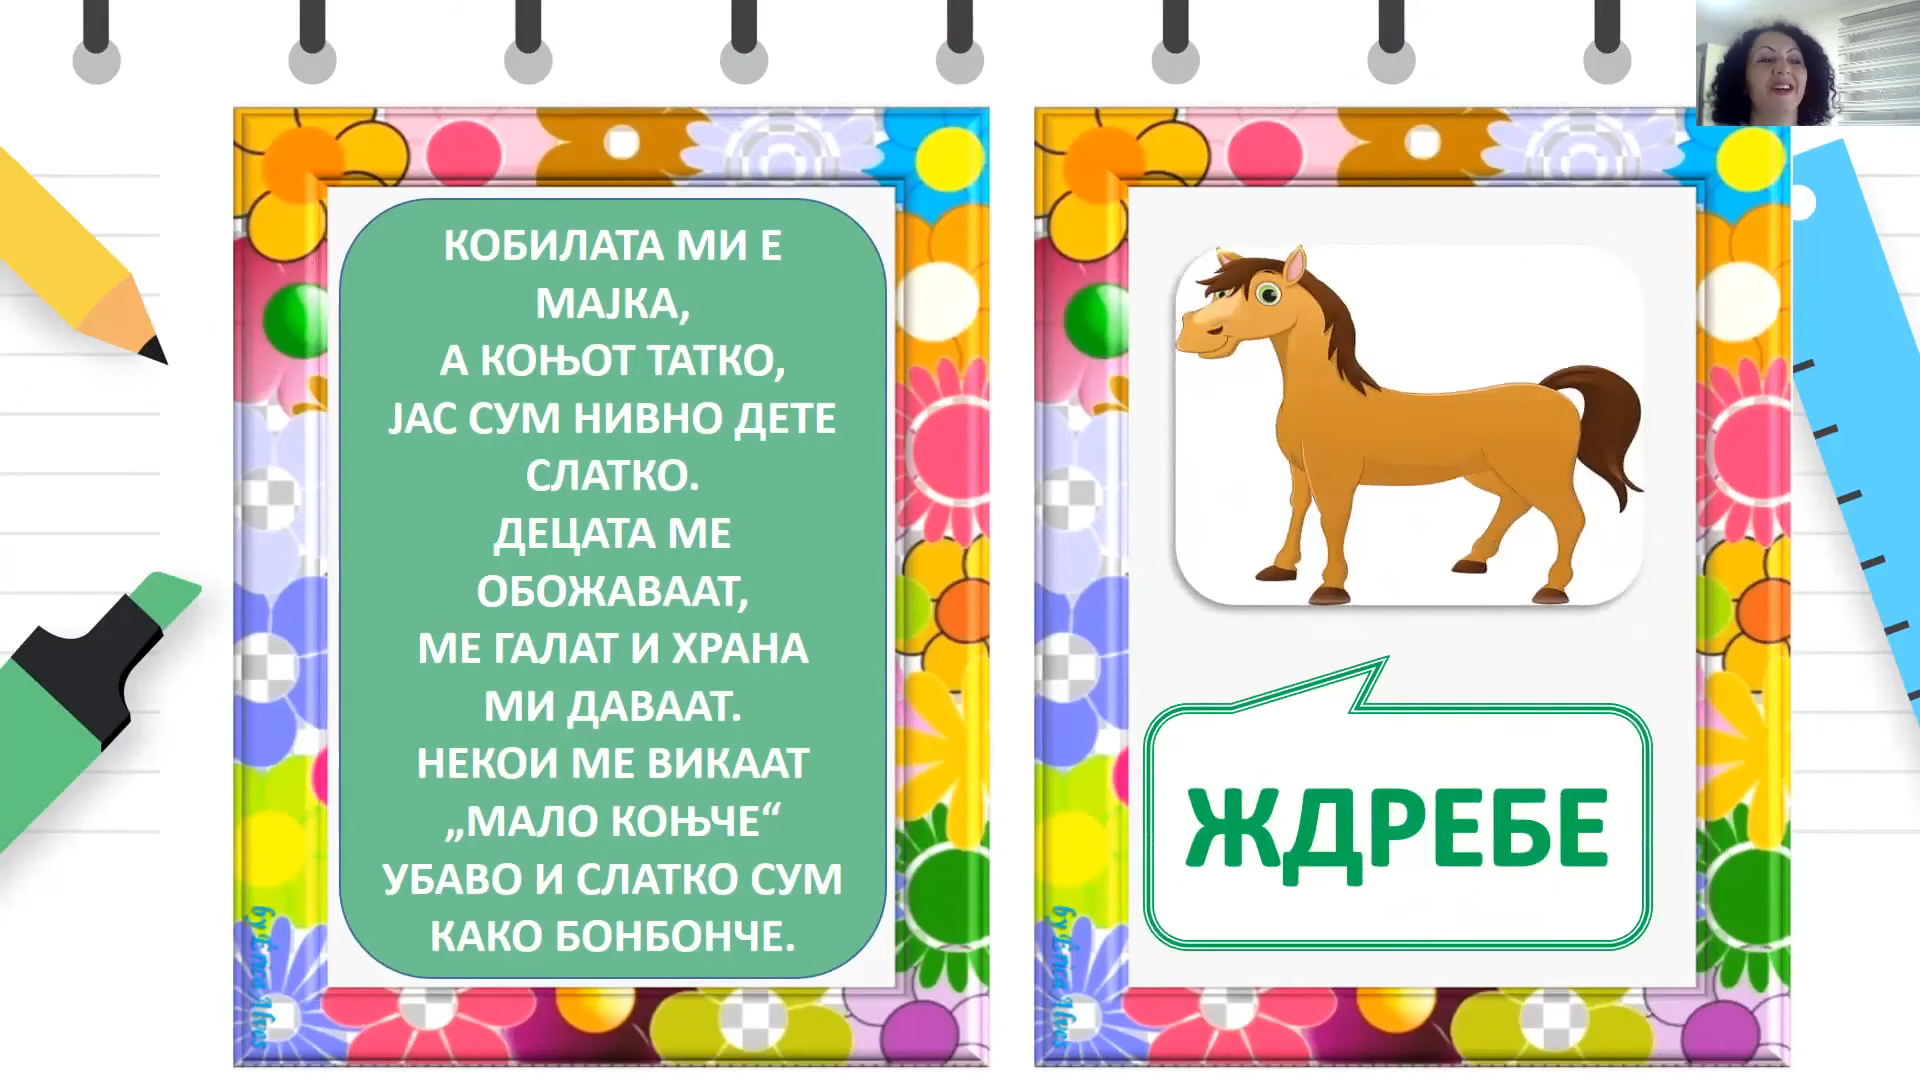 КОБИЛАТА МИ Е
МАЈКА,
А КОЊОТ ТАТКО,
ЈАС СУМ НИВНО ДЕТЕ
СЛАТКО.
ДЕЦАТА МЕ
ОБОЖАВААТ,
МЕ ГАЛАТ И ХРАНА
МИ ДАВААТ.
НЕКОИ МЕ ВИКААТ
„МАЛО КОЊЧЕ“
УБАВО И СЛАТКО СУМ
КАКО БОНБОНЧЕ.
ЖДРЕБЕ